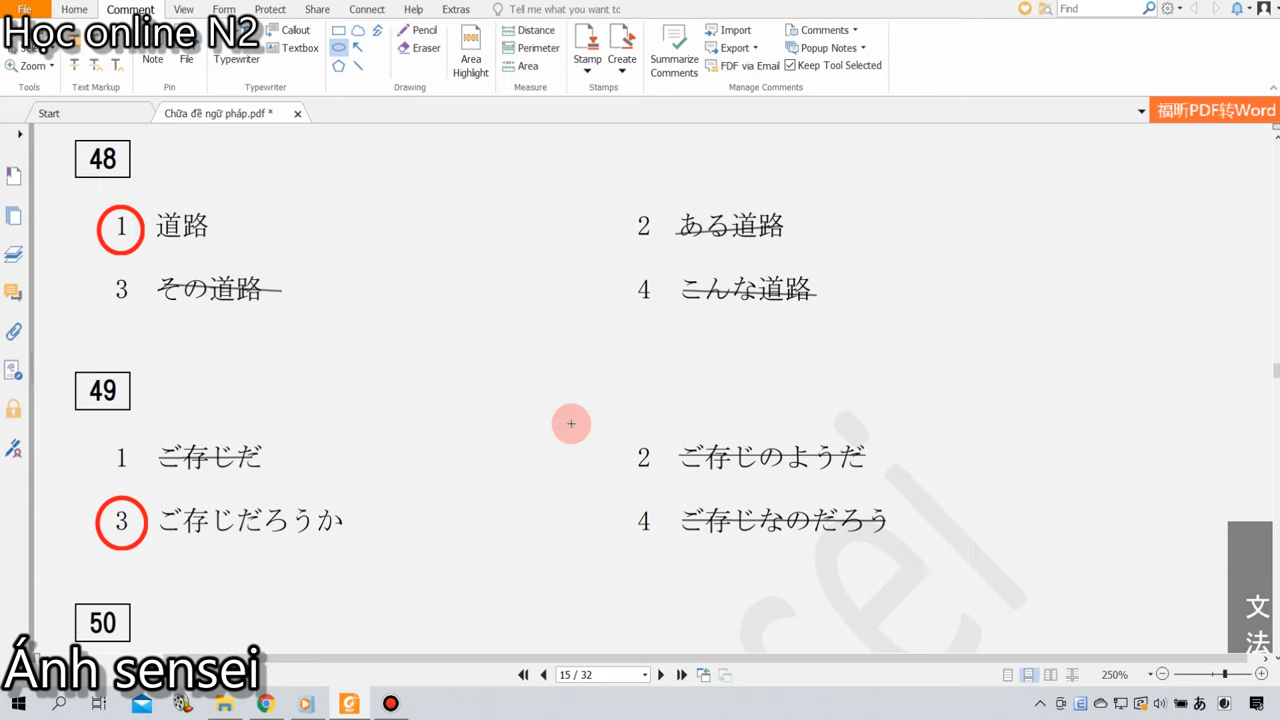 File Home Comment View Form Protect Share Connect Help Extras Tell me what you want to do... Find
Học online N2
Callout
Pencil
Distance
Import
Comments
Textbox
Eraser
Perimeter
Export
Popup Notes
Zoom
Note File
Typewriter
Area Highlight
Area
Stamp Create
Summarize Comments
FDF via Email
Keep Tool Selected
Tools Text Markup Pin Typewriter Drawing Measure Stamps Manage Comments
Start Chữa đề ngữ pháp.pdf *
福昕PDF转Word
48
1 道路 2 ある道路
3 その道路 4 こんな道路
49
1 ご存じだ 2 ご存じのようだ
3 ご存じだろうか 4 ご存じなのだろう
50
文法
sei
Ánh sensei
15 / 32
250%
あ